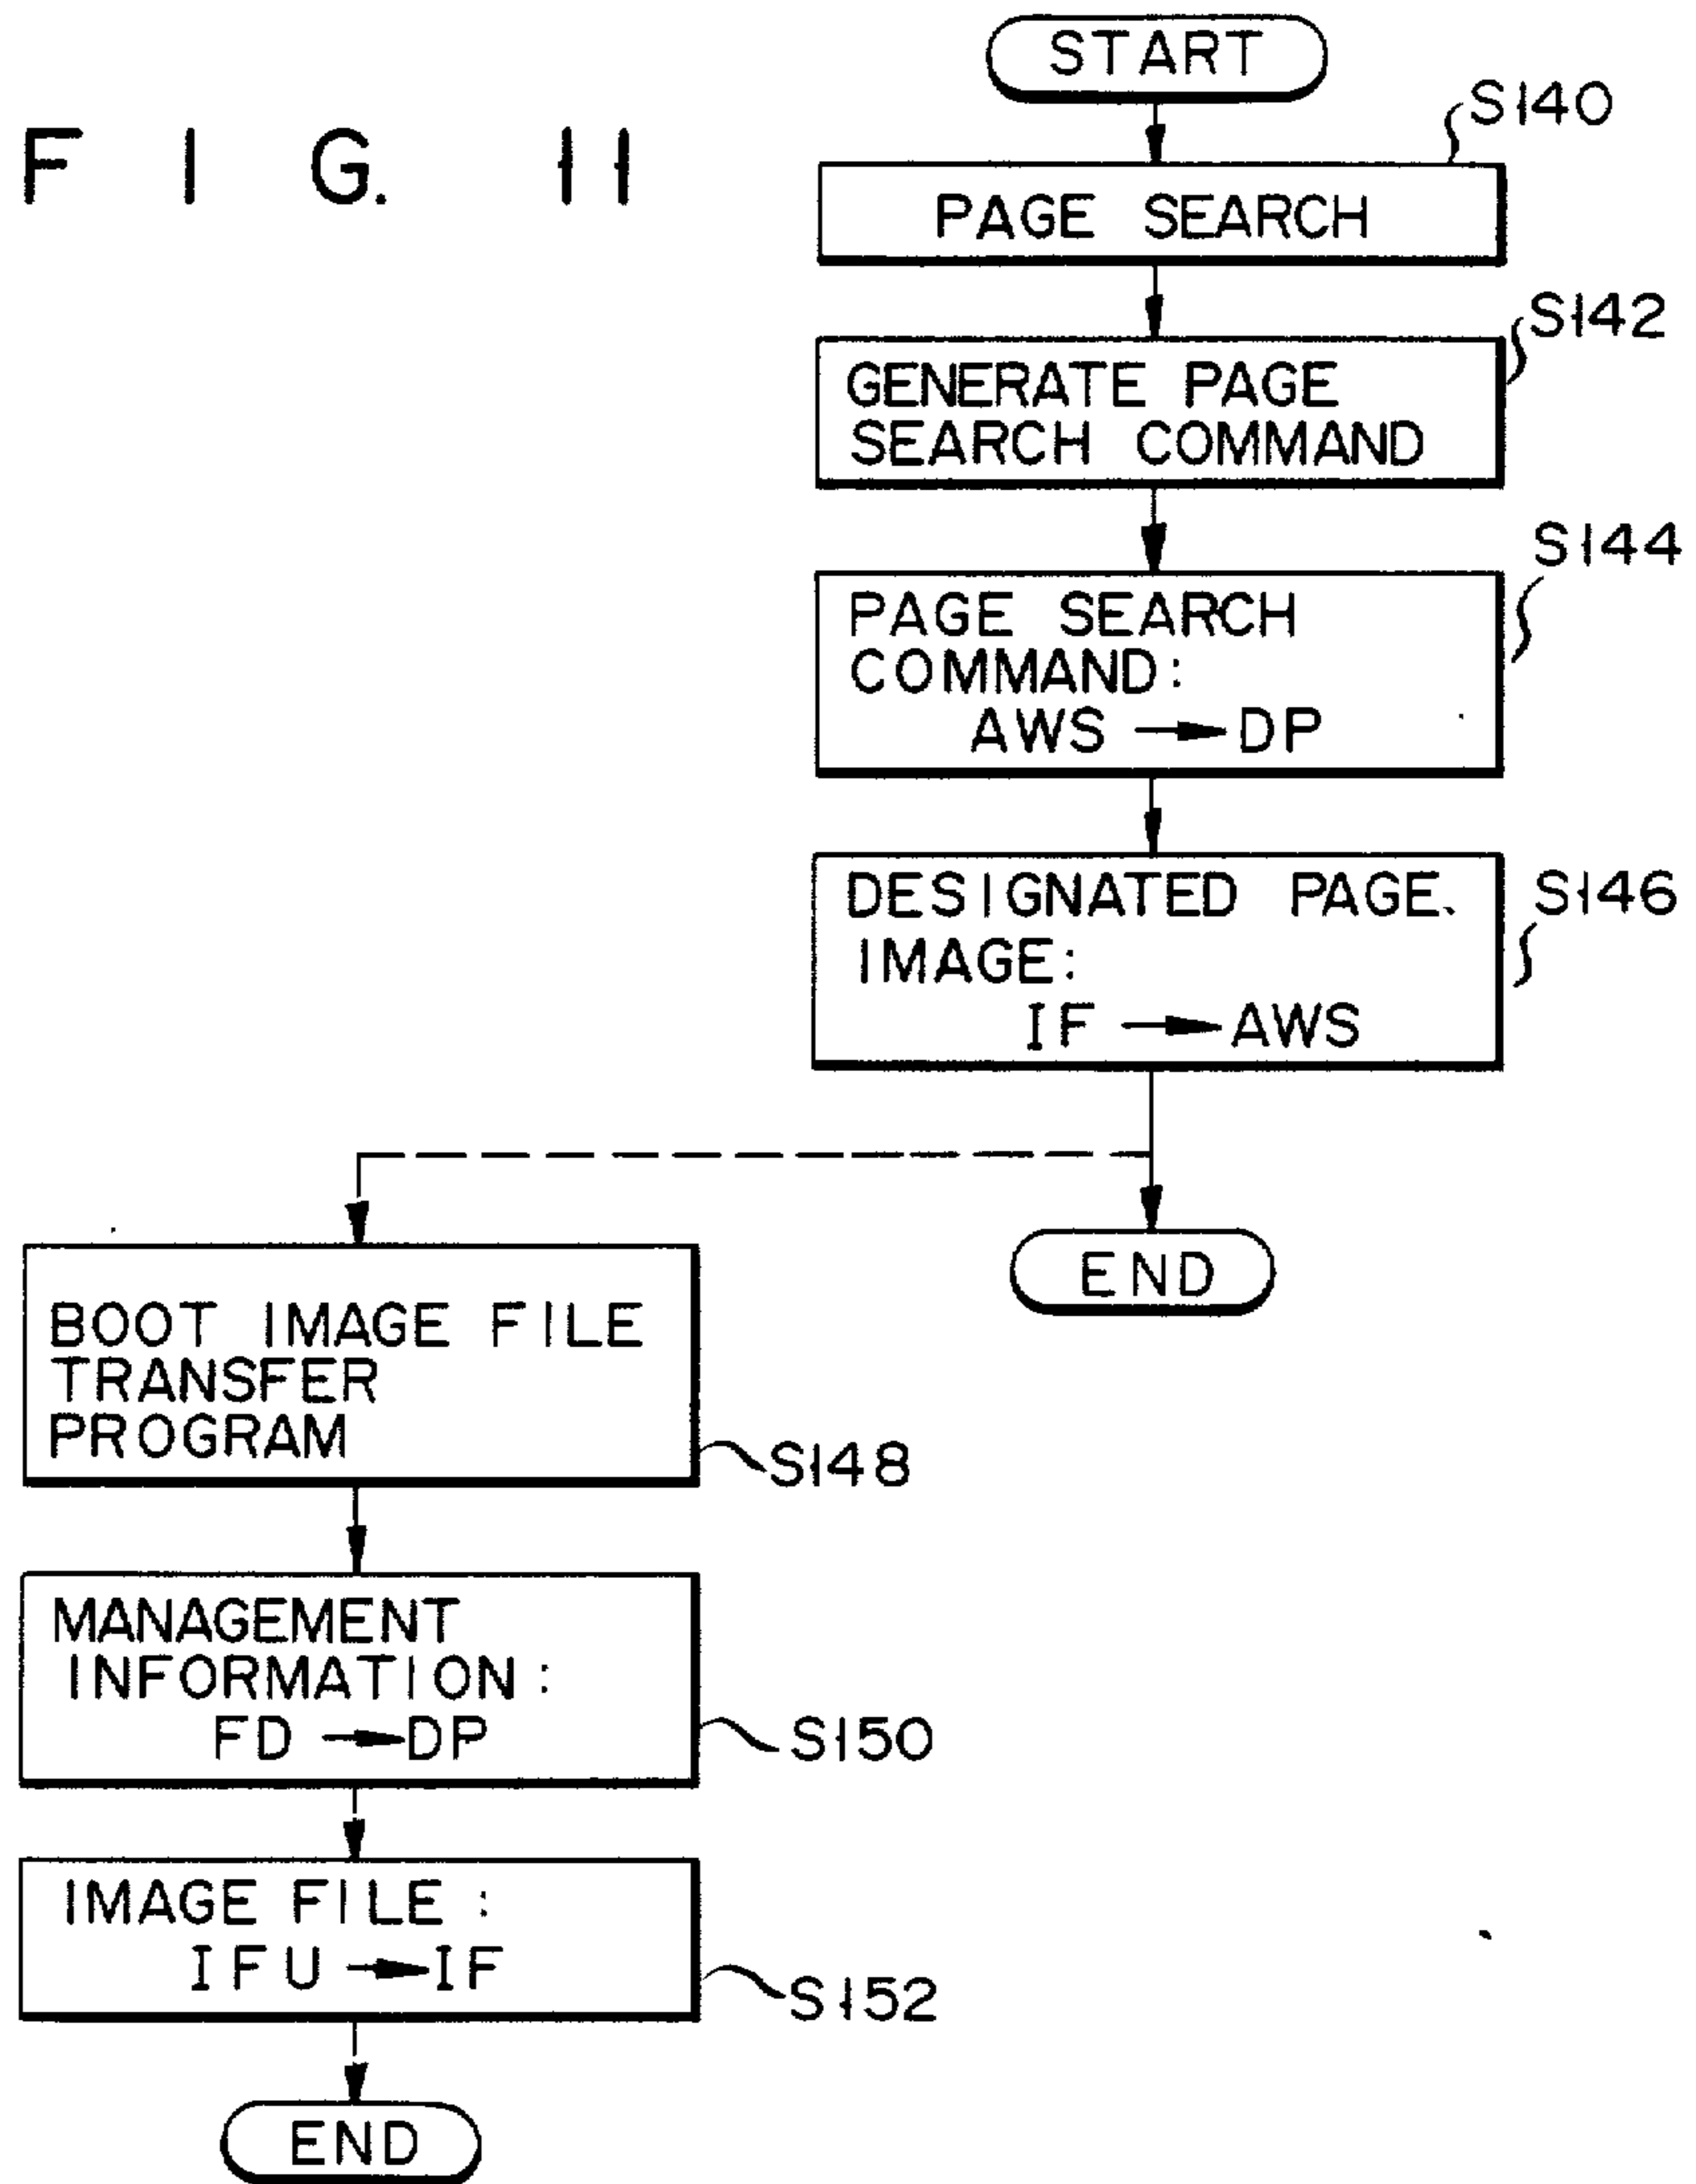 FIG. 11
START
S140
PAGE SEARCH
S142
GENERATE PAGE
SEARCH COMMAND
S144
PAGE SEARCH
COMMAND:
AWS → DP
S146
DESIGNATED PAGE
IMAGE:
IF → AWS
END
BOOT IMAGE FILE
TRANSFER
PROGRAM
S148
MANAGEMENT
INFORMATION:
FD → DP
S150
IMAGE FILE:
IFU → IF
S152
END